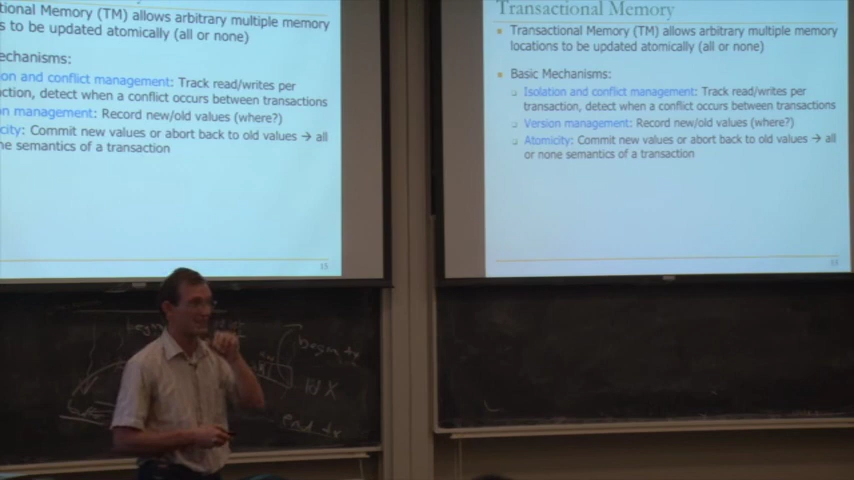 tional Memory (TM) allows arbitrary multiple memory
s to be updated atomically (all or none)
echanisms:
on and conflict management: Track read/writes per
action, detect when a conflict occurs between transactions
n management: Record new/old values (where?)
city: Commit new values or abort back to old values → all
ne semantics of a transaction
15
Transactional Memory
Transactional Memory (TM) allows arbitrary multiple memory
locations to be updated atomically (all or none)
Basic Mechanisms:
Isolation and conflict management: Track read/writes per
transaction, detect when a conflict occurs between transactions
Version management: Record new/old values (where?)
Atomicity: Commit new values or abort back to old values → all
or none semantics of a transaction
15
begin tx
W X
end tx